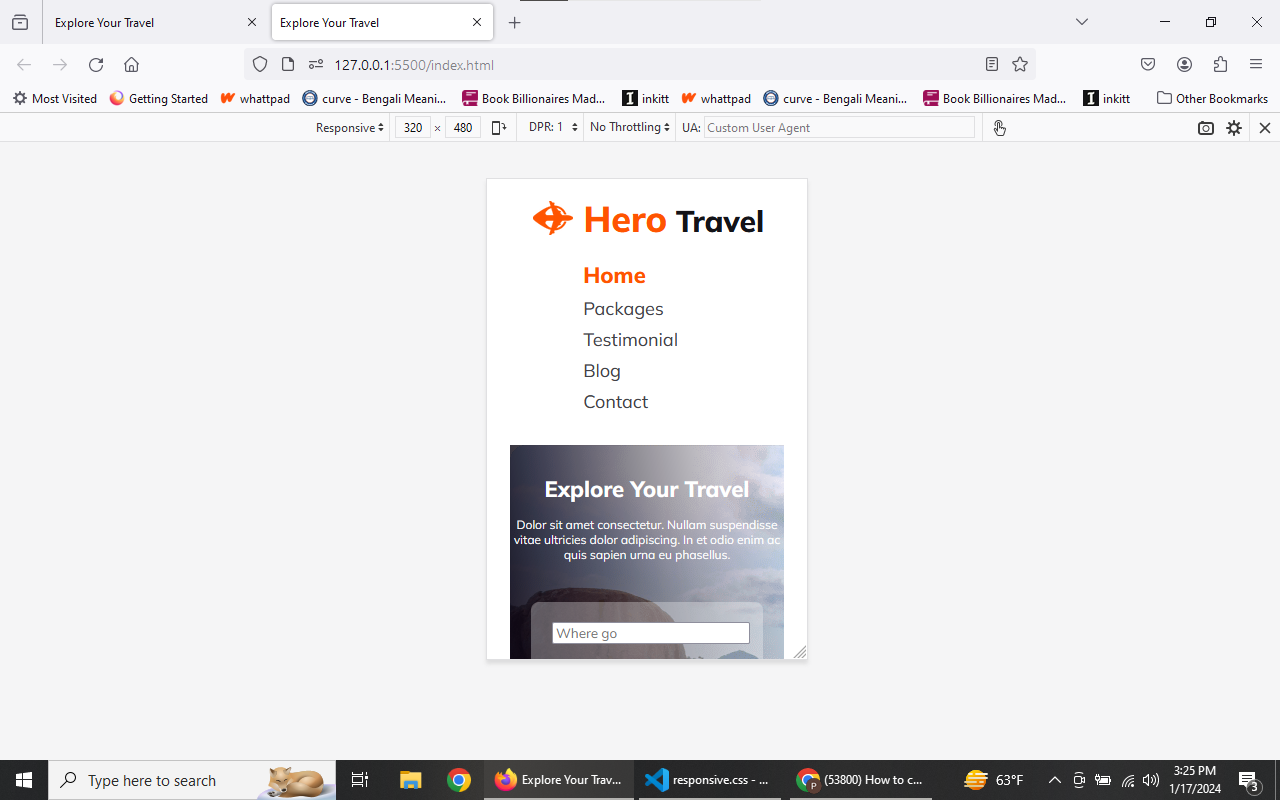 Explore Your Travel
Explore Your Travel
127.0.0.1:5500/index.html
Most Visited
Getting Started
whattpad
curve - Bengali Meani...
Book Billionaires Mad...
inkitt
whattpad
curve - Bengali Meani...
Book Billionaires Mad...
inkitt
Other Bookmarks
Responsive
320 × 480
DPR: 1
No Throttling
UA: Custom User Agent
Hero Travel
Home
Packages
Testimonial
Blog
Contact
Explore Your Travel
Dolor sit amet consectetur. Nullam suspendisse
vitae ultricies dolor adipiscing. In et odio enim ac
quis sapien urna eu phasellus.
Where go
Type here to search
Explore Your Trav...
responsive.css - ...
P
(53800) How to c...
63°F
3:25 PM
1/17/2024
3